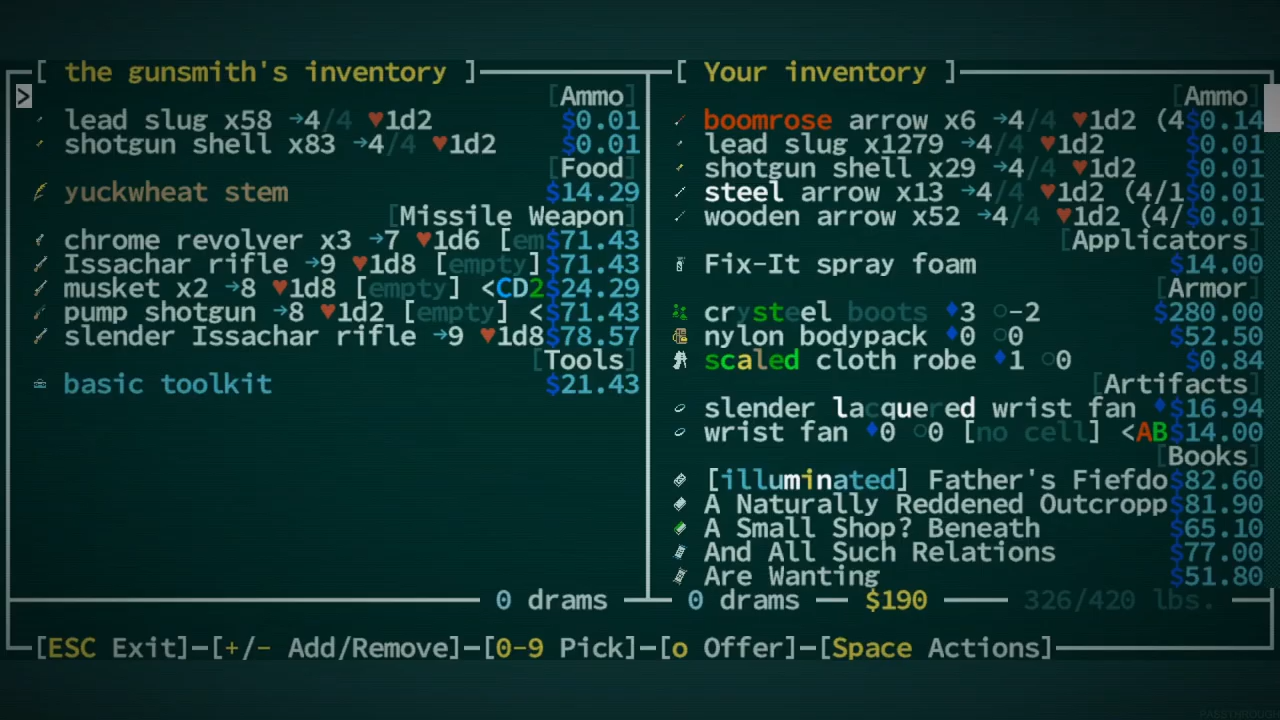 [ the gunsmith's inventory ]
>
[Ammo]
lead slug x58 →4/4 ♥1d2 $0.01
shotgun shell x83 →4/4 ♥1d2 $0.01
[Food]
yuckwheat stem $14.29
[Missile Weapon]
chrome revolver x3 →7 ♥1d6 [em$71.43
Issachar rifle →9 ♥1d8 [empty] $71.43
musket x2 →8 ♥1d8 [empty] <CD2$24.29
pump shotgun →8 ♥1d2 [empty] <$71.43
slender Issachar rifle →9 ♥1d8$78.57
[Tools]
basic toolkit $21.43
0 drams
[ Your inventory ]
[Ammo]
boomrose arrow x6 →4/4 ♥1d2 (4$0.14
lead slug x1279 →4/4 ♥1d2 $0.01
shotgun shell x29 →4/4 ♥1d2 $0.01
steel arrow x13 →4/4 ♥1d2 (4/1$0.01
wooden arrow x52 →4/4 ♥1d2 (4/$0.01
[Applicators]
Fix-It spray foam $14.00
[Armor]
crysteel boots ♦3 ○-2 $280.00
nylon bodypack ♦0 ○0 $52.50
scaled cloth robe ♦1 ○0 $0.84
[Artifacts]
slender lacquered wrist fan ♦$16.94
wrist fan ♦0 ○0 [no cell] <AB$14.00
[Books]
[illuminated] Father's Fiefdo$82.60
A Naturally Reddened Outcropp$81.90
A Small Shop? Beneath $65.10
And All Such Relations $77.00
Are Wanting $51.80
0 drams $190 326/420 lbs.
[ESC Exit] [+/- Add/Remove] [0-9 Pick] [o Offer] [Space Actions]